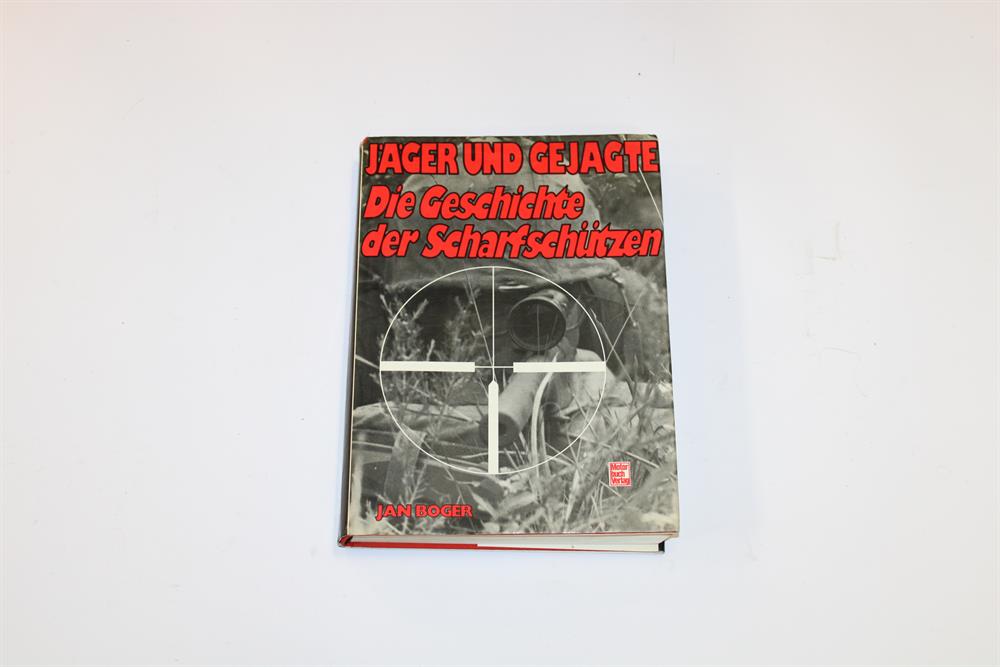 JÄGER UND GEJAGTE
Die Geschichte
der Scharfschützen
Motor
buch
Verlag
JAN BOGER